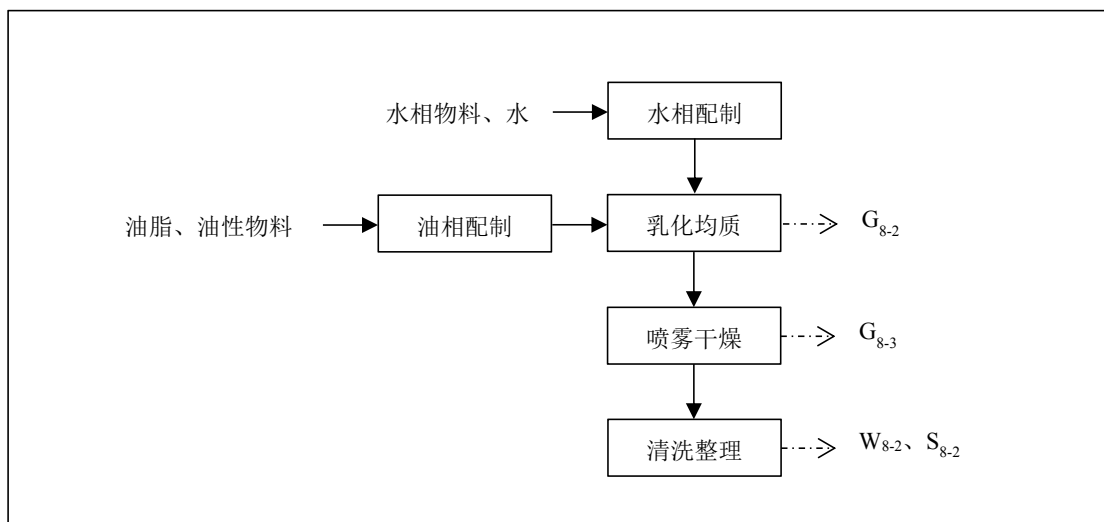 水相物料、水
水相配制
油脂、油性物料
油相配制
乳化均质
G8-2
喷雾干燥
G8-3
清洗整理
W8-2、S8-2